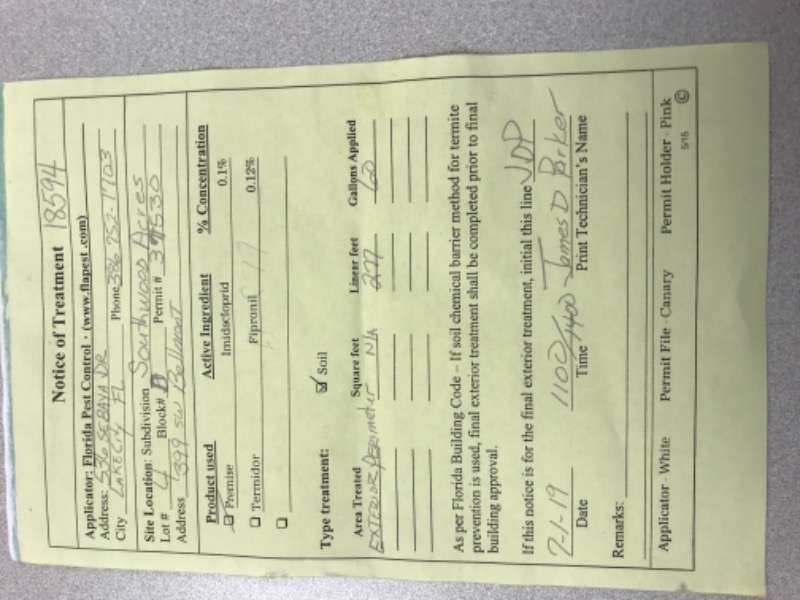 Notice of Treatment 18594
Applicator: Florida Pest Control - (www.flapest.com)
Address: 536 SE BAYA DR
City LAKE CITY FL Phone 386 752-1703
Site Location: Subdivision Southwood Acres
Lot # 4 Block# D Permit #
Address 399 SW Bellmont
Product used Active Ingredient % Concentration
☑ Premise Imidacloprid 0.1%
☐ Termidor Fipronil 0.12%
☐
Type treatment: ☑ Soil
Area Treated Square feet Linear feet Gallons Applied
EXTERIOR Perimeter N/A 277 60
As per Florida Building Code – If soil chemical barrier method for termite
prevention is used, final exterior treatment shall be completed prior to final
building approval.
If this notice is for the final exterior treatment, initial this line JDP
7-1-19 1100/1400 James D Parker
Date Time Print Technician's Name
Remarks:
Applicator - White Permit File Canary Permit Holder - Pink
5/15 ©